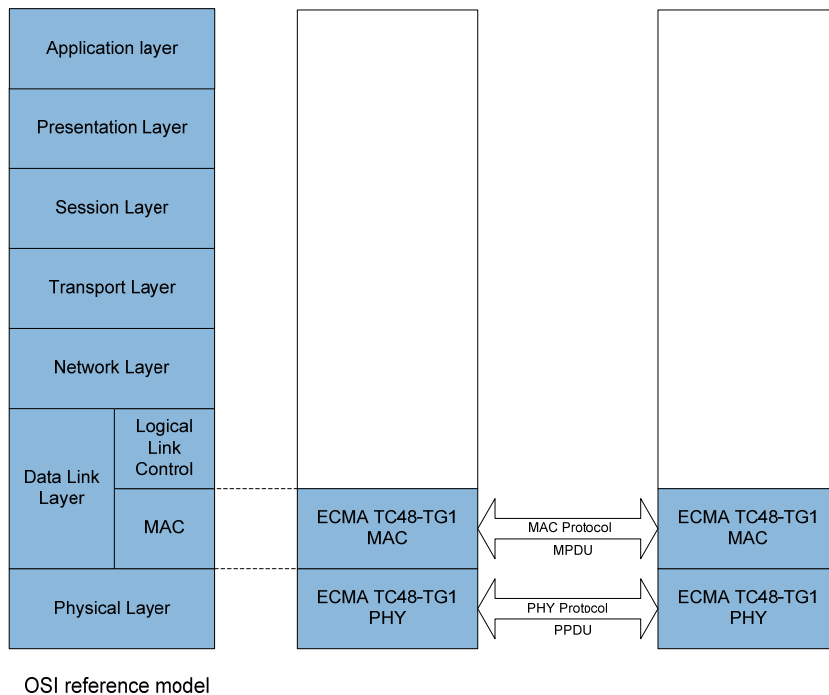 Application layer
Presentation Layer
Session Layer
Transport Layer
Network Layer
Data Link
Layer
Logical
Link
Control
MAC
Physical Layer
ECMA TC48-TG1
MAC
MAC Protocol
MPDU
ECMA TC48-TG1
MAC
ECMA TC48-TG1
PHY
PHY Protocol
PPDU
ECMA TC48-TG1
PHY
OSI reference model